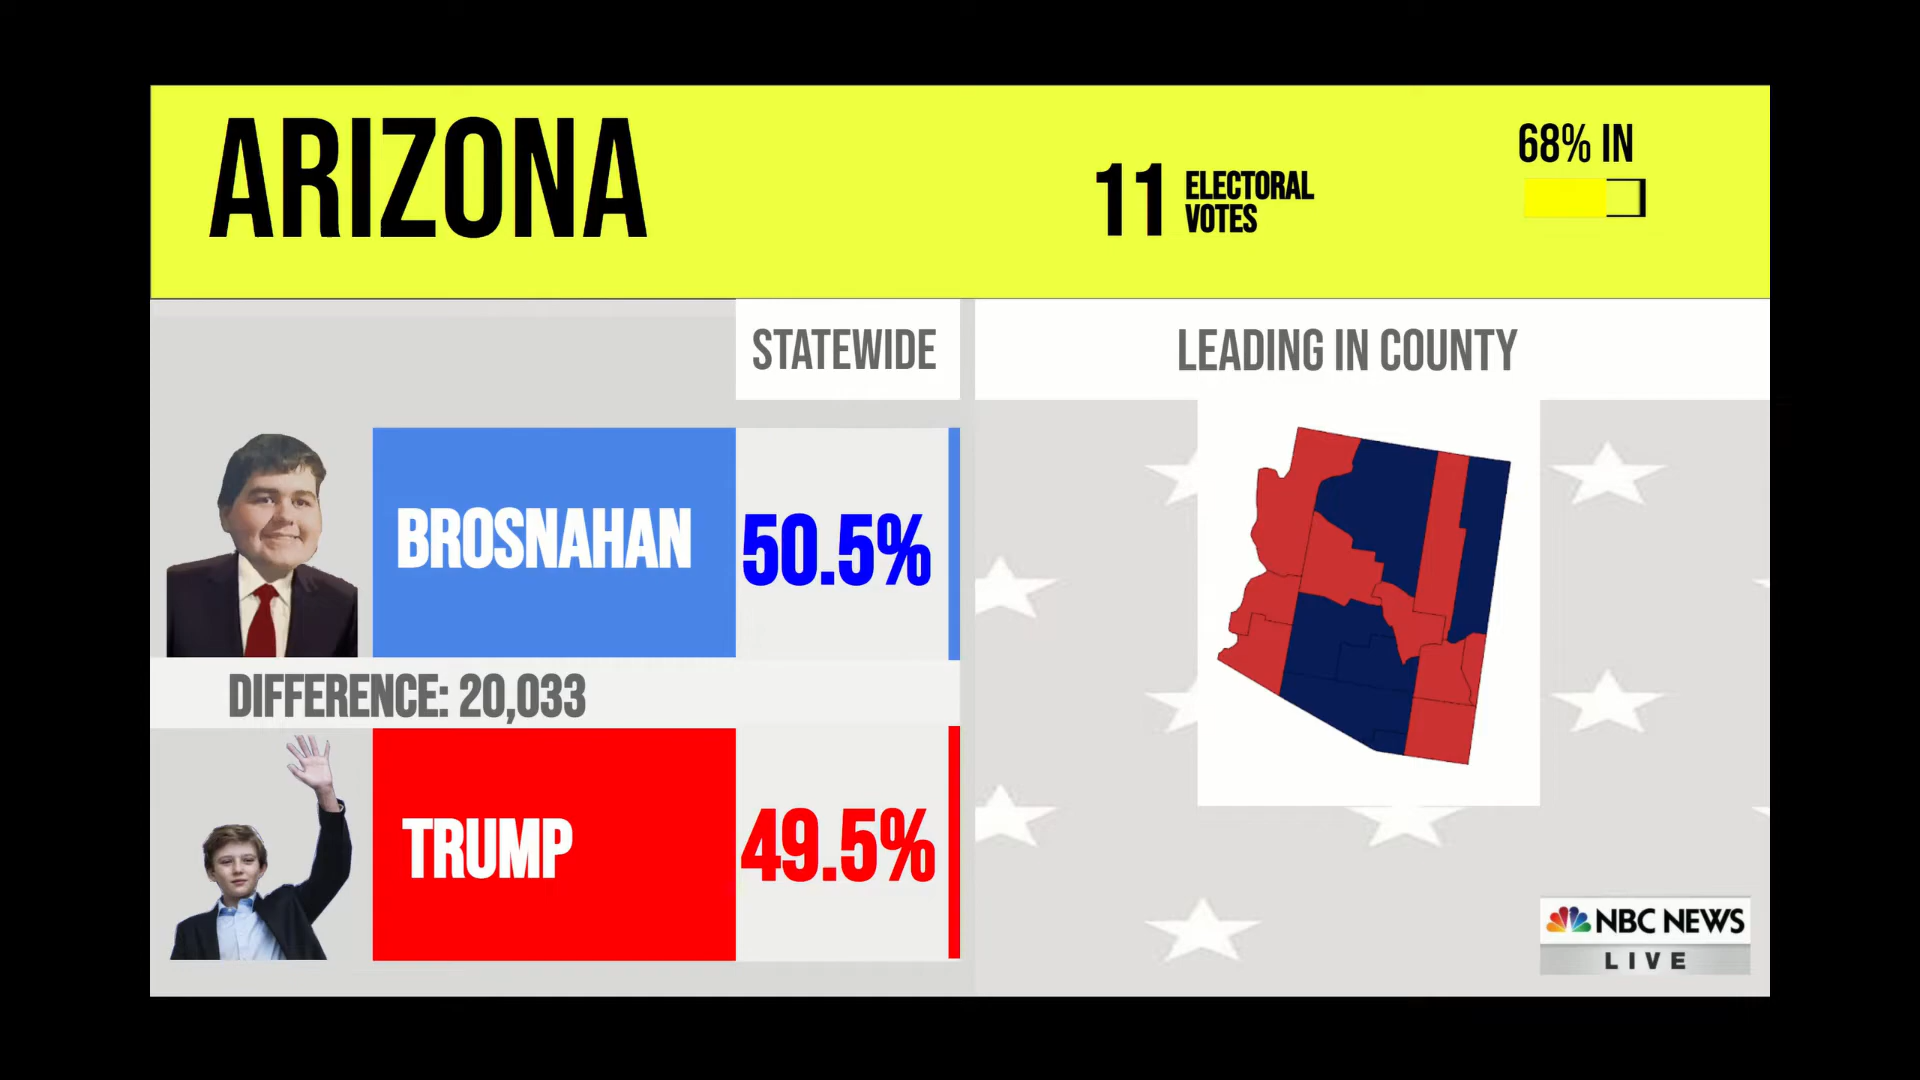 ARIZONA
11 ELECTORAL
VOTES
68% IN
STATEWIDE
LEADING IN COUNTY
BROSNAHAN
50.5%
DIFFERENCE: 20,033
TRUMP
49.5%
NBC NEWS
LIVE